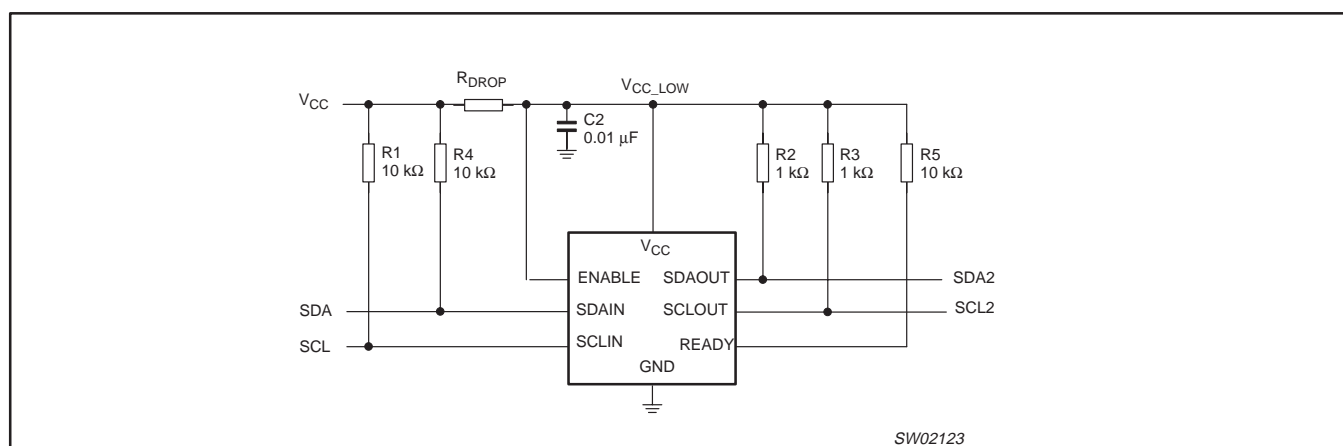 R_DROP
V_CC
V_CC_LOW
C2
0.01 μF
R1
10 kΩ
R4
10 kΩ
R2
1 kΩ
R3
1 kΩ
R5
10 kΩ
V_CC
ENABLE
SDAOUT
SDA2
SDA
SDAIN
SCLOUT
SCL2
SCL
SCLIN
READY
GND
SW02123